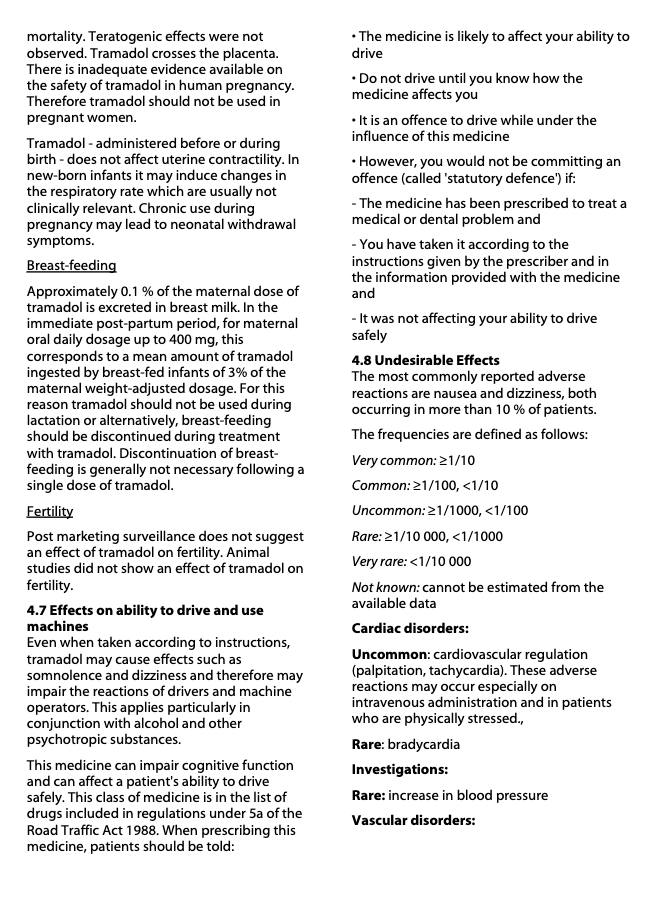 mortality. Teratogenic effects were not
observed. Tramadol crosses the placenta.
There is inadequate evidence available on
the safety of tramadol in human pregnancy.
Therefore tramadol should not be used in
pregnant women.
Tramadol - administered before or during
birth - does not affect uterine contractility. In
new-born infants it may induce changes in
the respiratory rate which are usually not
clinically relevant. Chronic use during
pregnancy may lead to neonatal withdrawal
symptoms.
Breast-feeding
Approximately 0.1 % of the maternal dose of
tramadol is excreted in breast milk. In the
immediate post-partum period, for maternal
oral daily dosage up to 400 mg, this
corresponds to a mean amount of tramadol
ingested by breast-fed infants of 3% of the
maternal weight-adjusted dosage. For this
reason tramadol should not be used during
lactation or alternatively, breast-feeding
should be discontinued during treatment
with tramadol. Discontinuation of breast-
feeding is generally not necessary following a
single dose of tramadol.
Fertility
Post marketing surveillance does not suggest
an effect of tramadol on fertility. Animal
studies did not show an effect of tramadol on
fertility.
4.7 Effects on ability to drive and use
machines
Even when taken according to instructions,
tramadol may cause effects such as
somnolence and dizziness and therefore may
impair the reactions of drivers and machine
operators. This applies particularly in
conjunction with alcohol and other
psychotropic substances.
This medicine can impair cognitive function
and can affect a patient's ability to drive
safely. This class of medicine is in the list of
drugs included in regulations under 5a of the
Road Traffic Act 1988. When prescribing this
medicine, patients should be told:
• The medicine is likely to affect your ability to
drive
• Do not drive until you know how the
medicine affects you
• It is an offence to drive while under the
influence of this medicine
• However, you would not be committing an
offence (called 'statutory defence') if:
- The medicine has been prescribed to treat a
medical or dental problem and
- You have taken it according to the
instructions given by the prescriber and in
the information provided with the medicine
and
- It was not affecting your ability to drive
safely
4.8 Undesirable Effects
The most commonly reported adverse
reactions are nausea and dizziness, both
occurring in more than 10 % of patients.
The frequencies are defined as follows:
Very common: ≥1/10
Common: ≥1/100, <1/10
Uncommon: ≥1/1000, <1/100
Rare: ≥1/10 000, <1/1000
Very rare: <1/10 000
Not known: cannot be estimated from the
available data
Cardiac disorders:
Uncommon: cardiovascular regulation
(palpitation, tachycardia). These adverse
reactions may occur especially on
intravenous administration and in patients
who are physically stressed.,
Rare: bradycardia
Investigations:
Rare: increase in blood pressure
Vascular disorders: